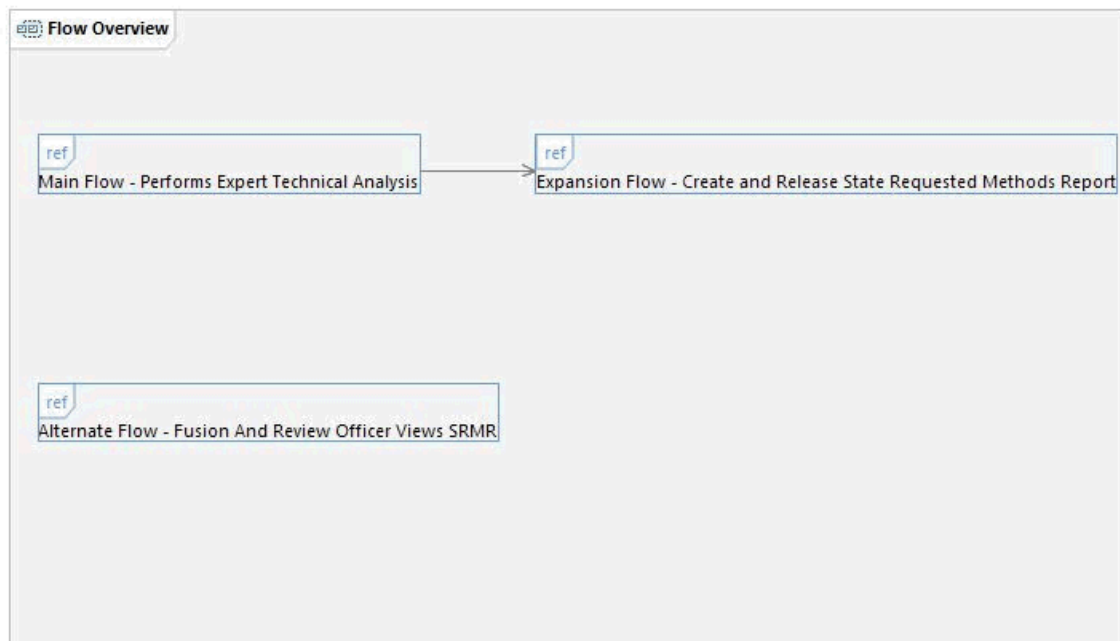 Flow Overview
ref
Main Flow - Performs Expert Technical Analysis
ref
Expansion Flow - Create and Release State Requested Methods Report
ref
Alternate Flow - Fusion And Review Officer Views SRMR